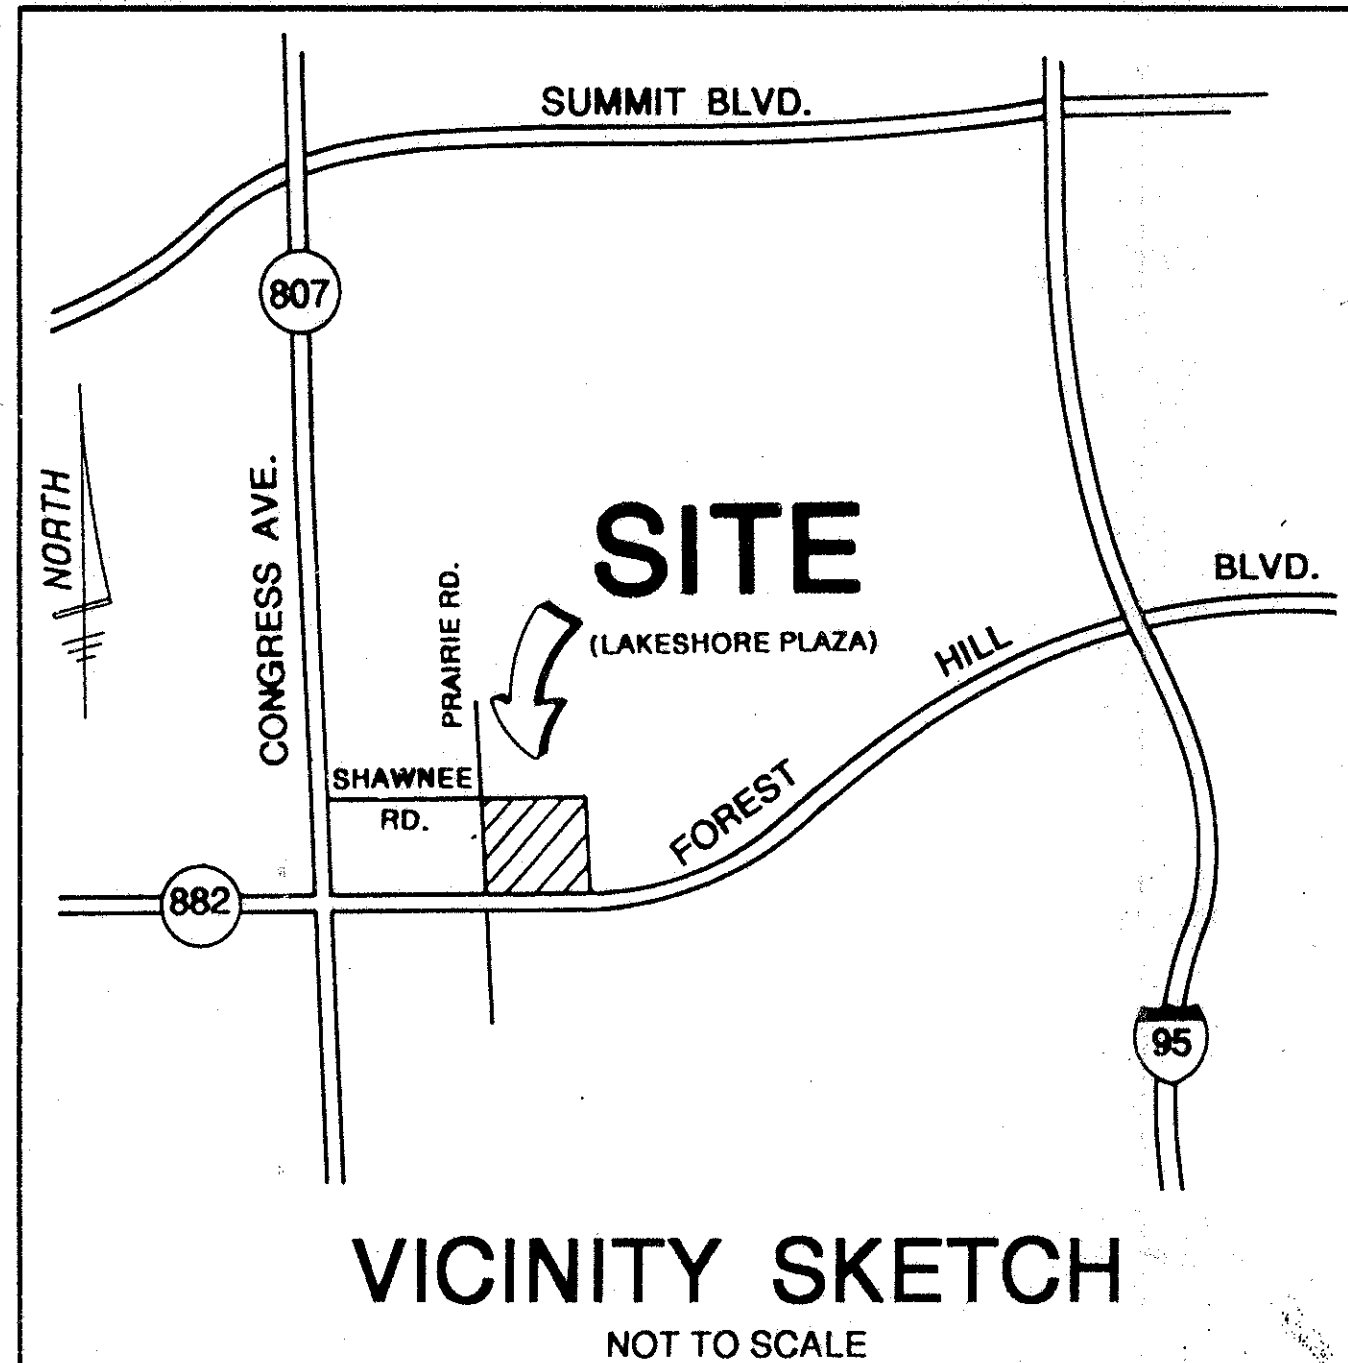 SUMMIT BLVD.
807
NORTH
CONGRESS AVE.
PRAIRIE RD.
SITE
(LAKESHORE PLAZA)
BLVD.
HILL
FOREST
SHAWNEE
RD.
882
95
VICINITY SKETCH
NOT TO SCALE